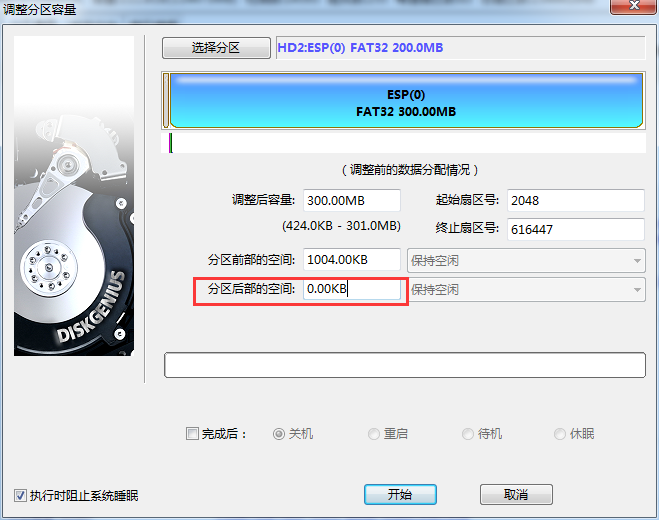 调整分区容量
选择分区
HD2:ESP(0) FAT32 200.0MB
ESP(0)
FAT32 300.00MB
（调整前的数据分配情况）
调整后容量: 300.00MB 起始扇区号: 2048
(424.0KB - 301.0MB) 终止扇区号: 616447
分区前部的空间: 1004.00KB 保持空闲
分区后部的空间: 0.00KB 保持空闲
DISKGENIUS
完成后： 关机 重启 待机 休眠
执行时阻止系统睡眠
开始 取消